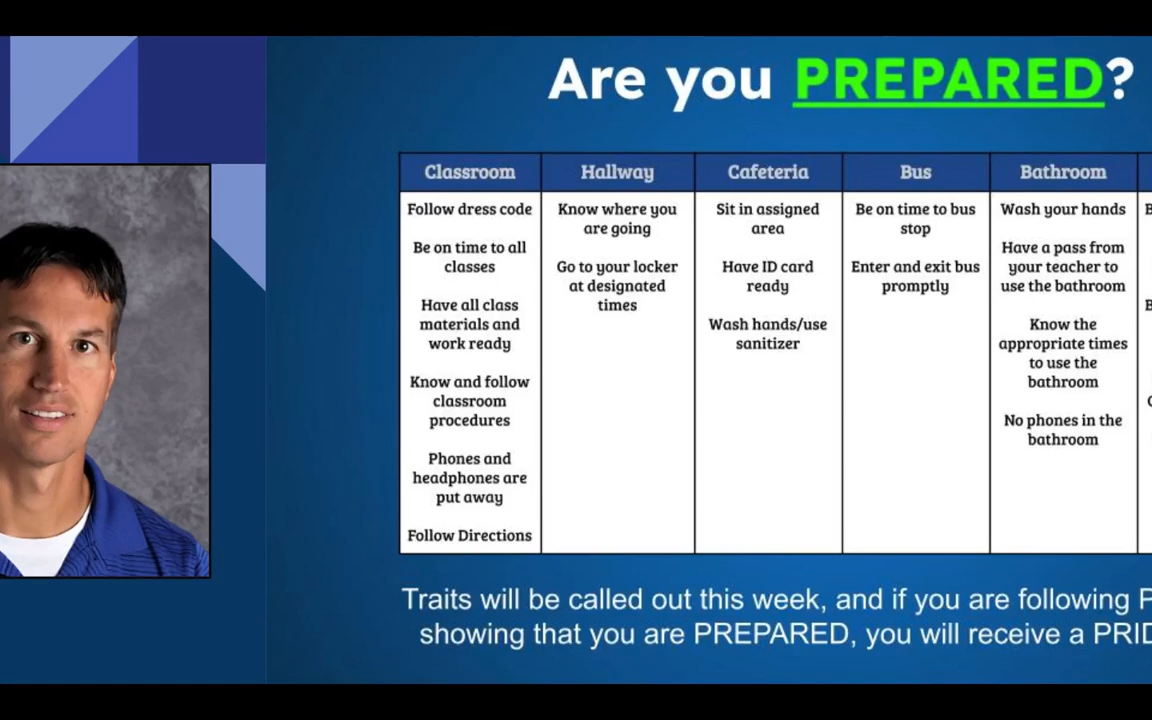 Are you PREPARED?
Classroom
Hallway
Cafeteria
Bus
Bathroom
Follow dress code
Be on time to all
classes
Have all class
materials and
work ready
Know and follow
classroom
procedures
Phones and
headphones are
put away
Follow Directions
Know where you
are going
Go to your locker
at designated
times
Sit in assigned
area
Have ID card
ready
Wash hands/use
sanitizer
Be on time to bus
stop
Enter and exit bus
promptly
Wash your hands
Have a pass from
your teacher to
use the bathroom
Know the
appropriate times
to use the
bathroom
No phones in the
bathroom
Traits will be called out this week, and if you are following
showing that you are PREPARED, you will receive a